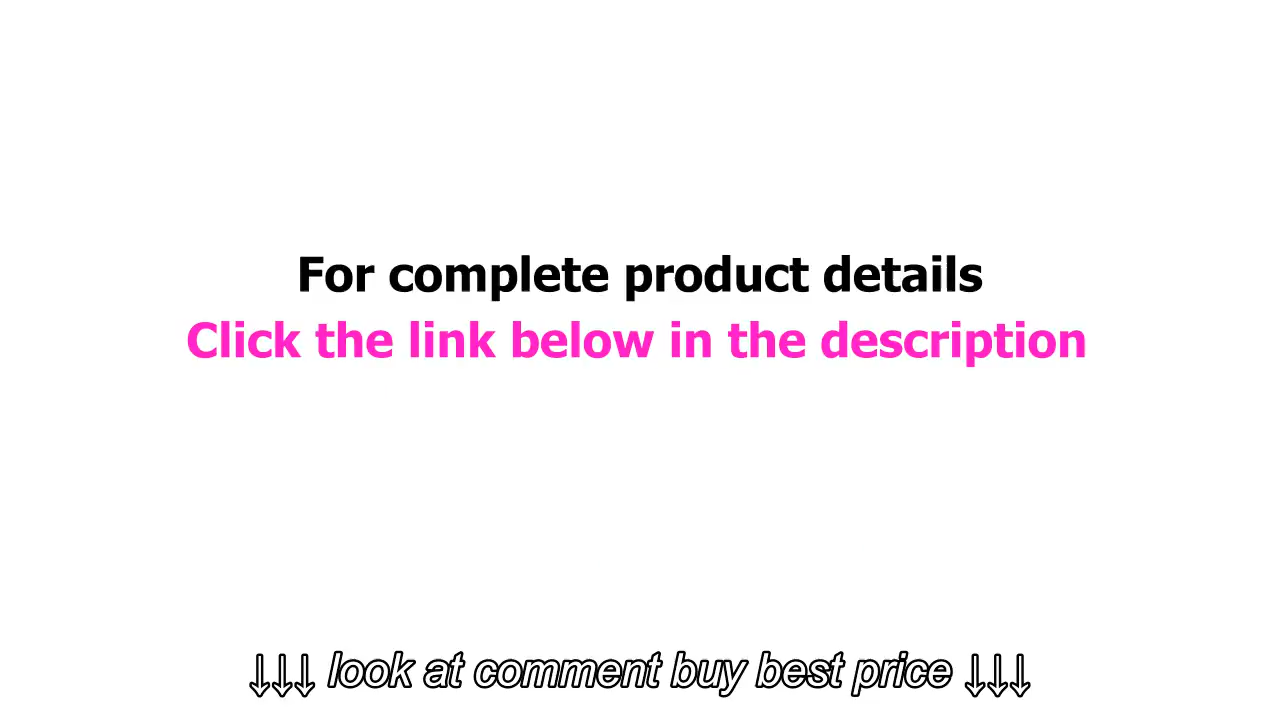 For complete product details
Click the link below in the description
↓↓↓ look at comment buy best price ↓↓↓